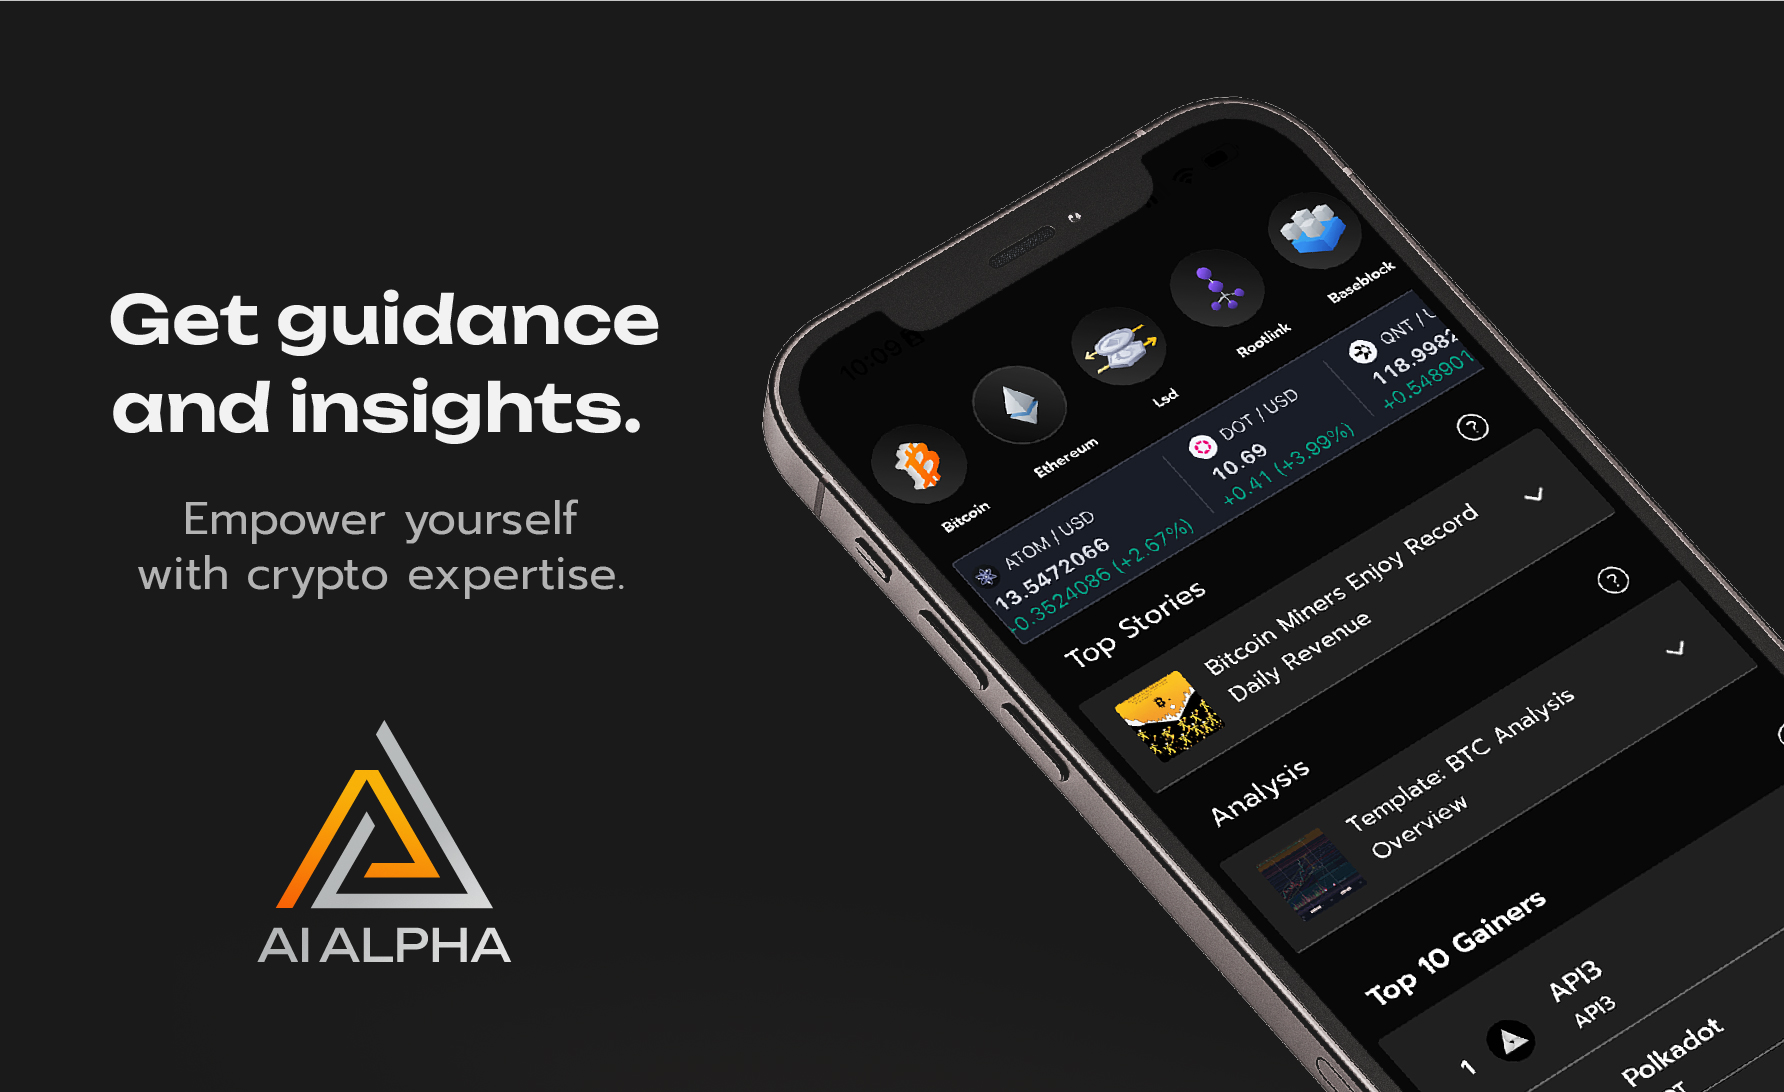 Get guidance
and insights.
Empower yourself
with crypto expertise.
AI ALPHA
10:09
Bitcoin
Ethereum
Lsd
Rootlink
Baseblock
ATOM / USD
13.5472066
0.3524086 (+2.67%)
DOT / USD
10.69
+0.41 (+3.99%)
QNT / U
118.9982
+0.548901
Top Stories
?
Bitcoin Miners Enjoy Record
Daily Revenue
Analysis
?
Template: BTC Analysis
Overview
Top 10 Gainers
1
API3
API3
Polkadot